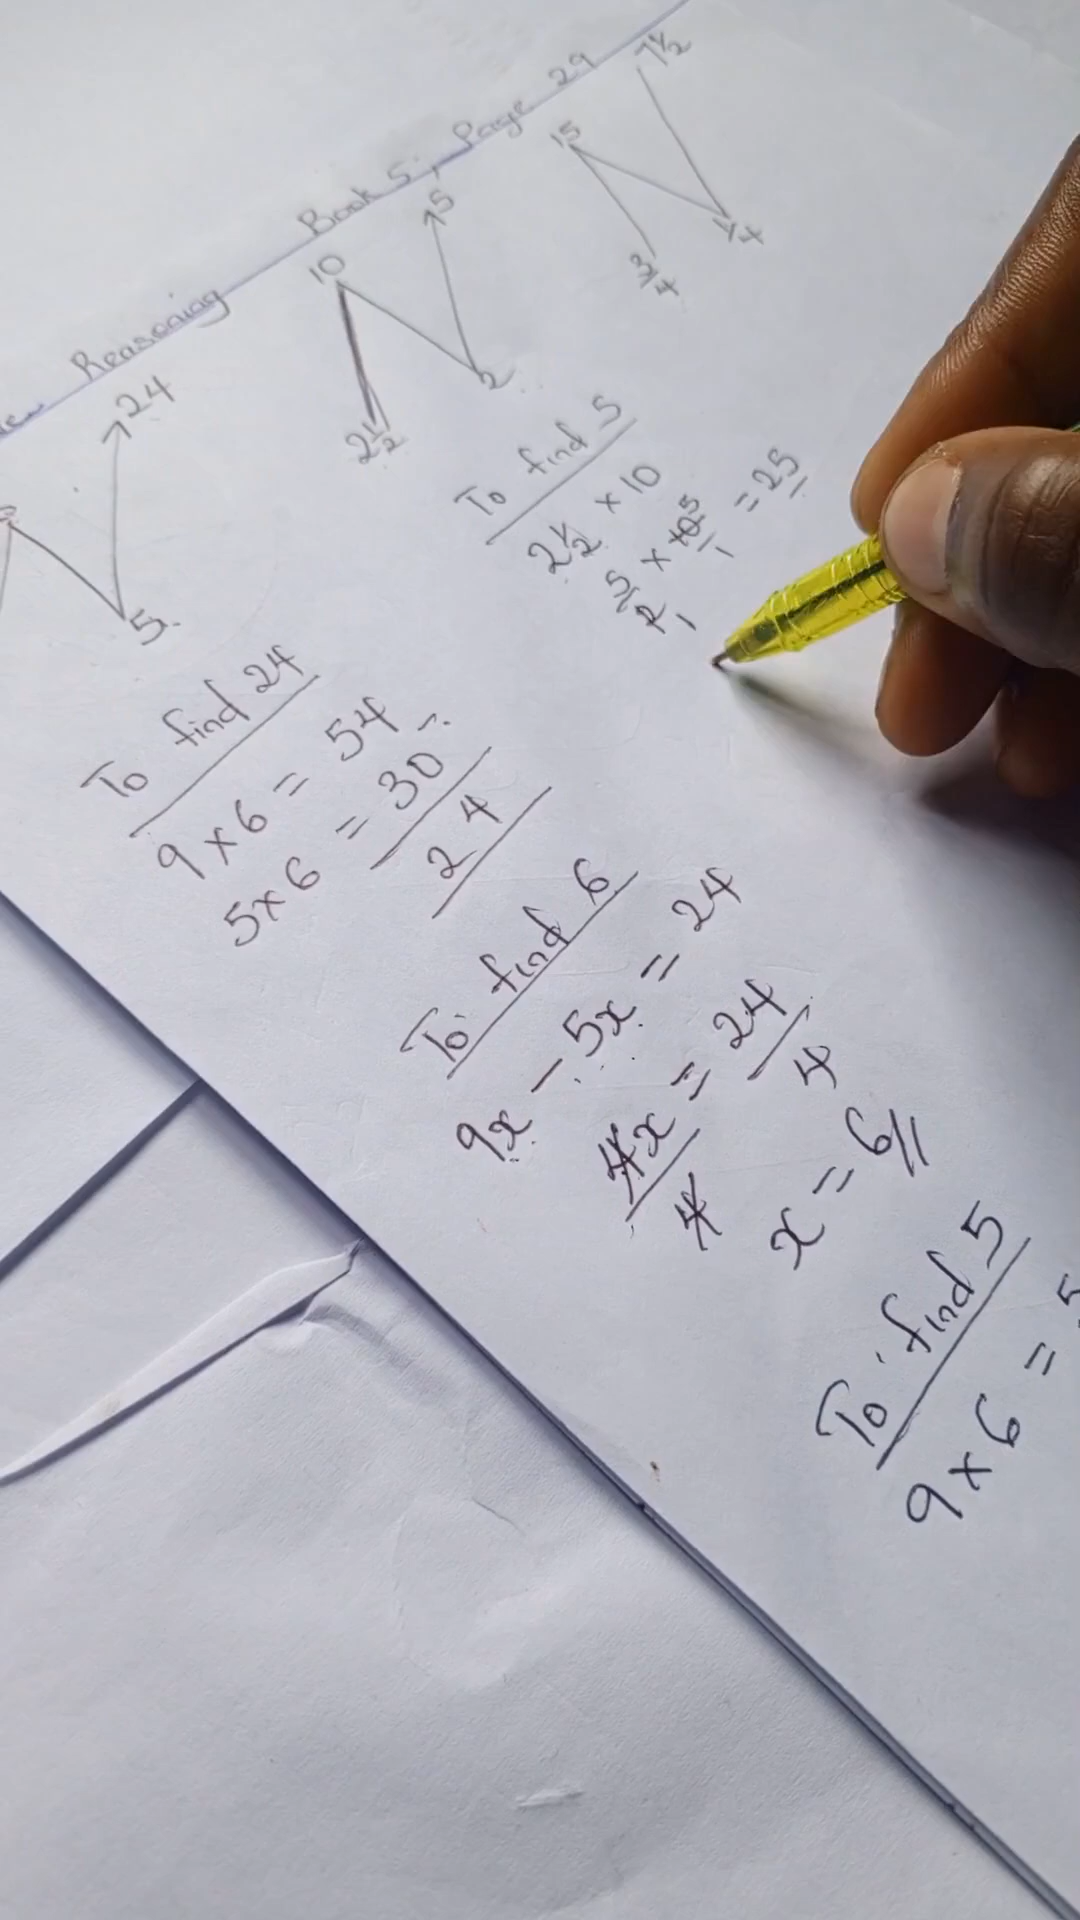 Reasoning Book 5, Page 29
24
5
10
5
2½
2
15
7½
¾
¼
To find 24
9 x 6 = 54
5 x 6 = 30 -
24
To find 6
9x - 5x = 24
4x = 24
4 4
x = 6
To find 5
9 x 6 =
To find 5
2½ x 10
5/2 x 10/1 = 25
1 5